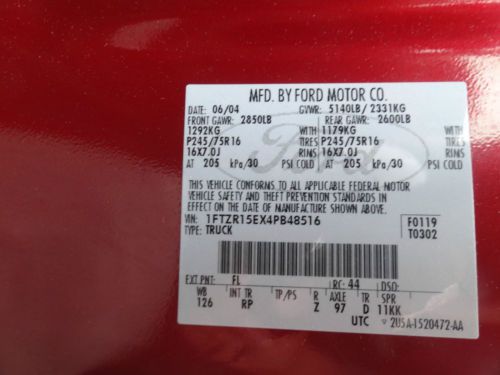 MFD. BY FORD MOTOR CO.
DATE: 06/04 GVWR: 5140LB/ 2331KG
FRONT GAWR: 2850LB REAR GAWR: 2600LB
1292KG WITH 1179KG WITH
P245/75R16 TIRES P245/75R16 TIRES
16X7.0J RIMS 16X7.0J RIMS
AT 205 kPa/30 PSI COLD AT 205 kPa/30 PSI COLD
THIS VEHICLE CONFORMS TO ALL APPLICABLE FEDERAL MOTOR
VEHICLE SAFETY AND THEFT PREVENTION STANDARDS IN
EFFECT ON THE DATE OF MANUFACTURE SHOWN ABOVE.
VIN: 1FTZR15EX4PB48516 F0119
TYPE: TRUCK T0302
EXT PNT: FL RC: 44 DSO:
WB INT TR TP/PS R AXLE TR SPR
126 RP Z 97 D 11KK
UTC ▽ 2U5A-1520472-AA
Ford